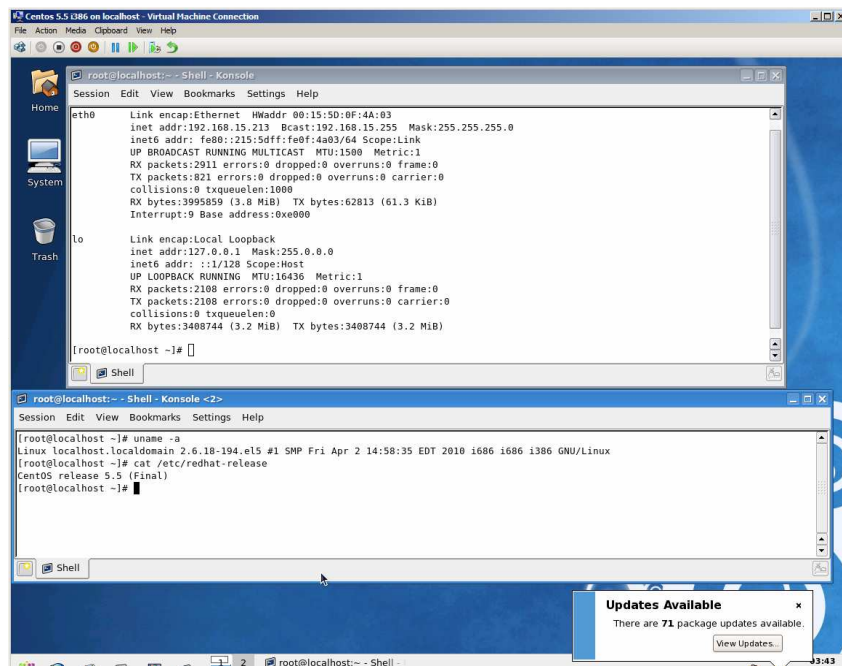 Centos 5.5 i386 on localhost - Virtual Machine Connection
File Action Media Clipboard View Help
Home
System
Trash
root@localhost:~ - Shell - Konsole
Session Edit View Bookmarks Settings Help
eth0 Link encap:Ethernet HWaddr 00:15:5D:0F:4A:03
inet addr:192.168.15.213 Bcast:192.168.15.255 Mask:255.255.255.0
inet6 addr: fe80::215:5dff:fe0f:4a03/64 Scope:Link
UP BROADCAST RUNNING MULTICAST MTU:1500 Metric:1
RX packets:2911 errors:0 dropped:0 overruns:0 frame:0
TX packets:821 errors:0 dropped:0 overruns:0 carrier:0
collisions:0 txqueuelen:1000
RX bytes:3995859 (3.8 MiB) TX bytes:62813 (61.3 KiB)
Interrupt:9 Base address:0xe000
lo Link encap:Local Loopback
inet addr:127.0.0.1 Mask:255.0.0.0
inet6 addr: ::1/128 Scope:Host
UP LOOPBACK RUNNING MTU:16436 Metric:1
RX packets:2108 errors:0 dropped:0 overruns:0 frame:0
TX packets:2108 errors:0 dropped:0 overruns:0 carrier:0
collisions:0 txqueuelen:0
RX bytes:3408744 (3.2 MiB) TX bytes:3408744 (3.2 MiB)
[root@localhost ~]#
Shell
root@localhost:~ - Shell - Konsole <2>
Session Edit View Bookmarks Settings Help
[root@localhost ~]# uname -a
Linux localhost.localdomain 2.6.18-194.el5 #1 SMP Fri Apr 2 14:58:35 EDT 2010 i686 i686 i386 GNU/Linux
[root@localhost ~]# cat /etc/redhat-release
CentOS release 5.5 (Final)
[root@localhost ~]#
Shell
Updates Available
There are 71 package updates available.
View Updates...
1 2 root@localhost:~ - Shell -
03:43